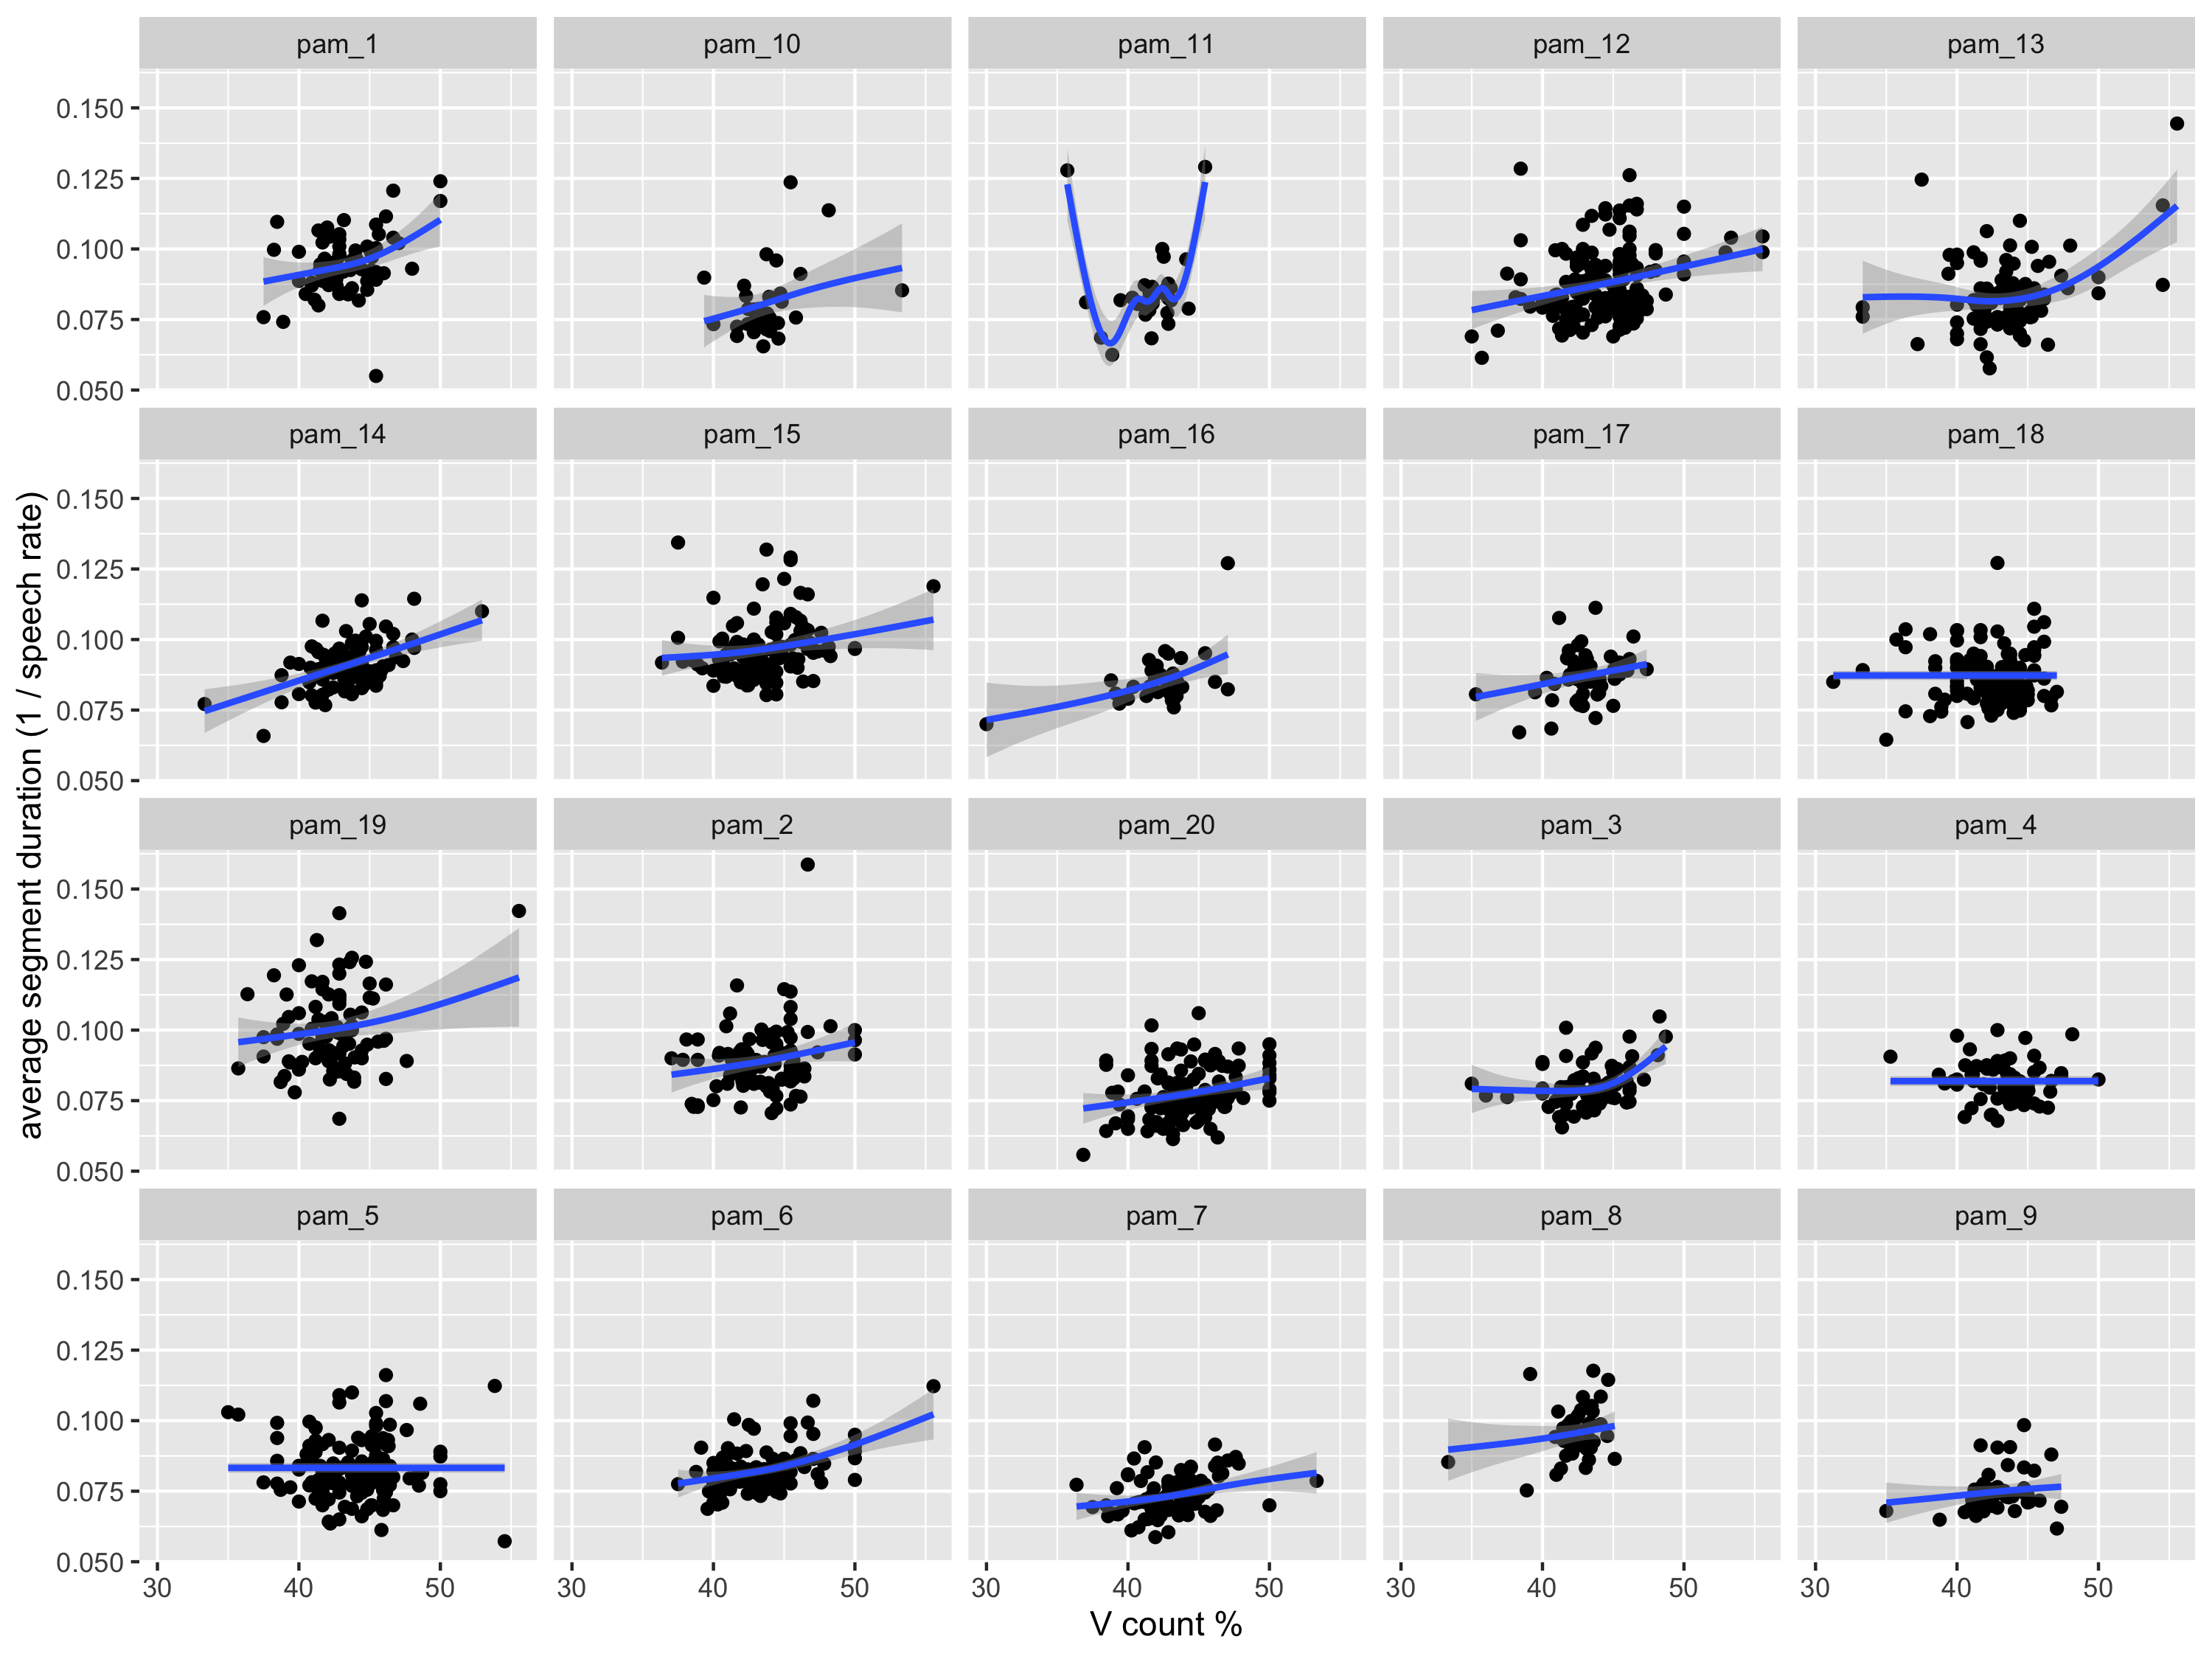 pam_1 pam_10 pam_11 pam_12 pam_13
0.150
0.125
0.100
0.075
0.050
pam_14 pam_15 pam_16 pam_17 pam_18
0.150
0.125
0.100
0.075
0.050
pam_19 pam_2 pam_20 pam_3 pam_4
0.150
0.125
0.100
0.075
0.050
pam_5 pam_6 pam_7 pam_8 pam_9
0.150
0.125
0.100
0.075
0.050
30 40 50 30 40 50 30 40 50 30 40 50 30 40 50
V count %
average segment duration (1 / speech rate)